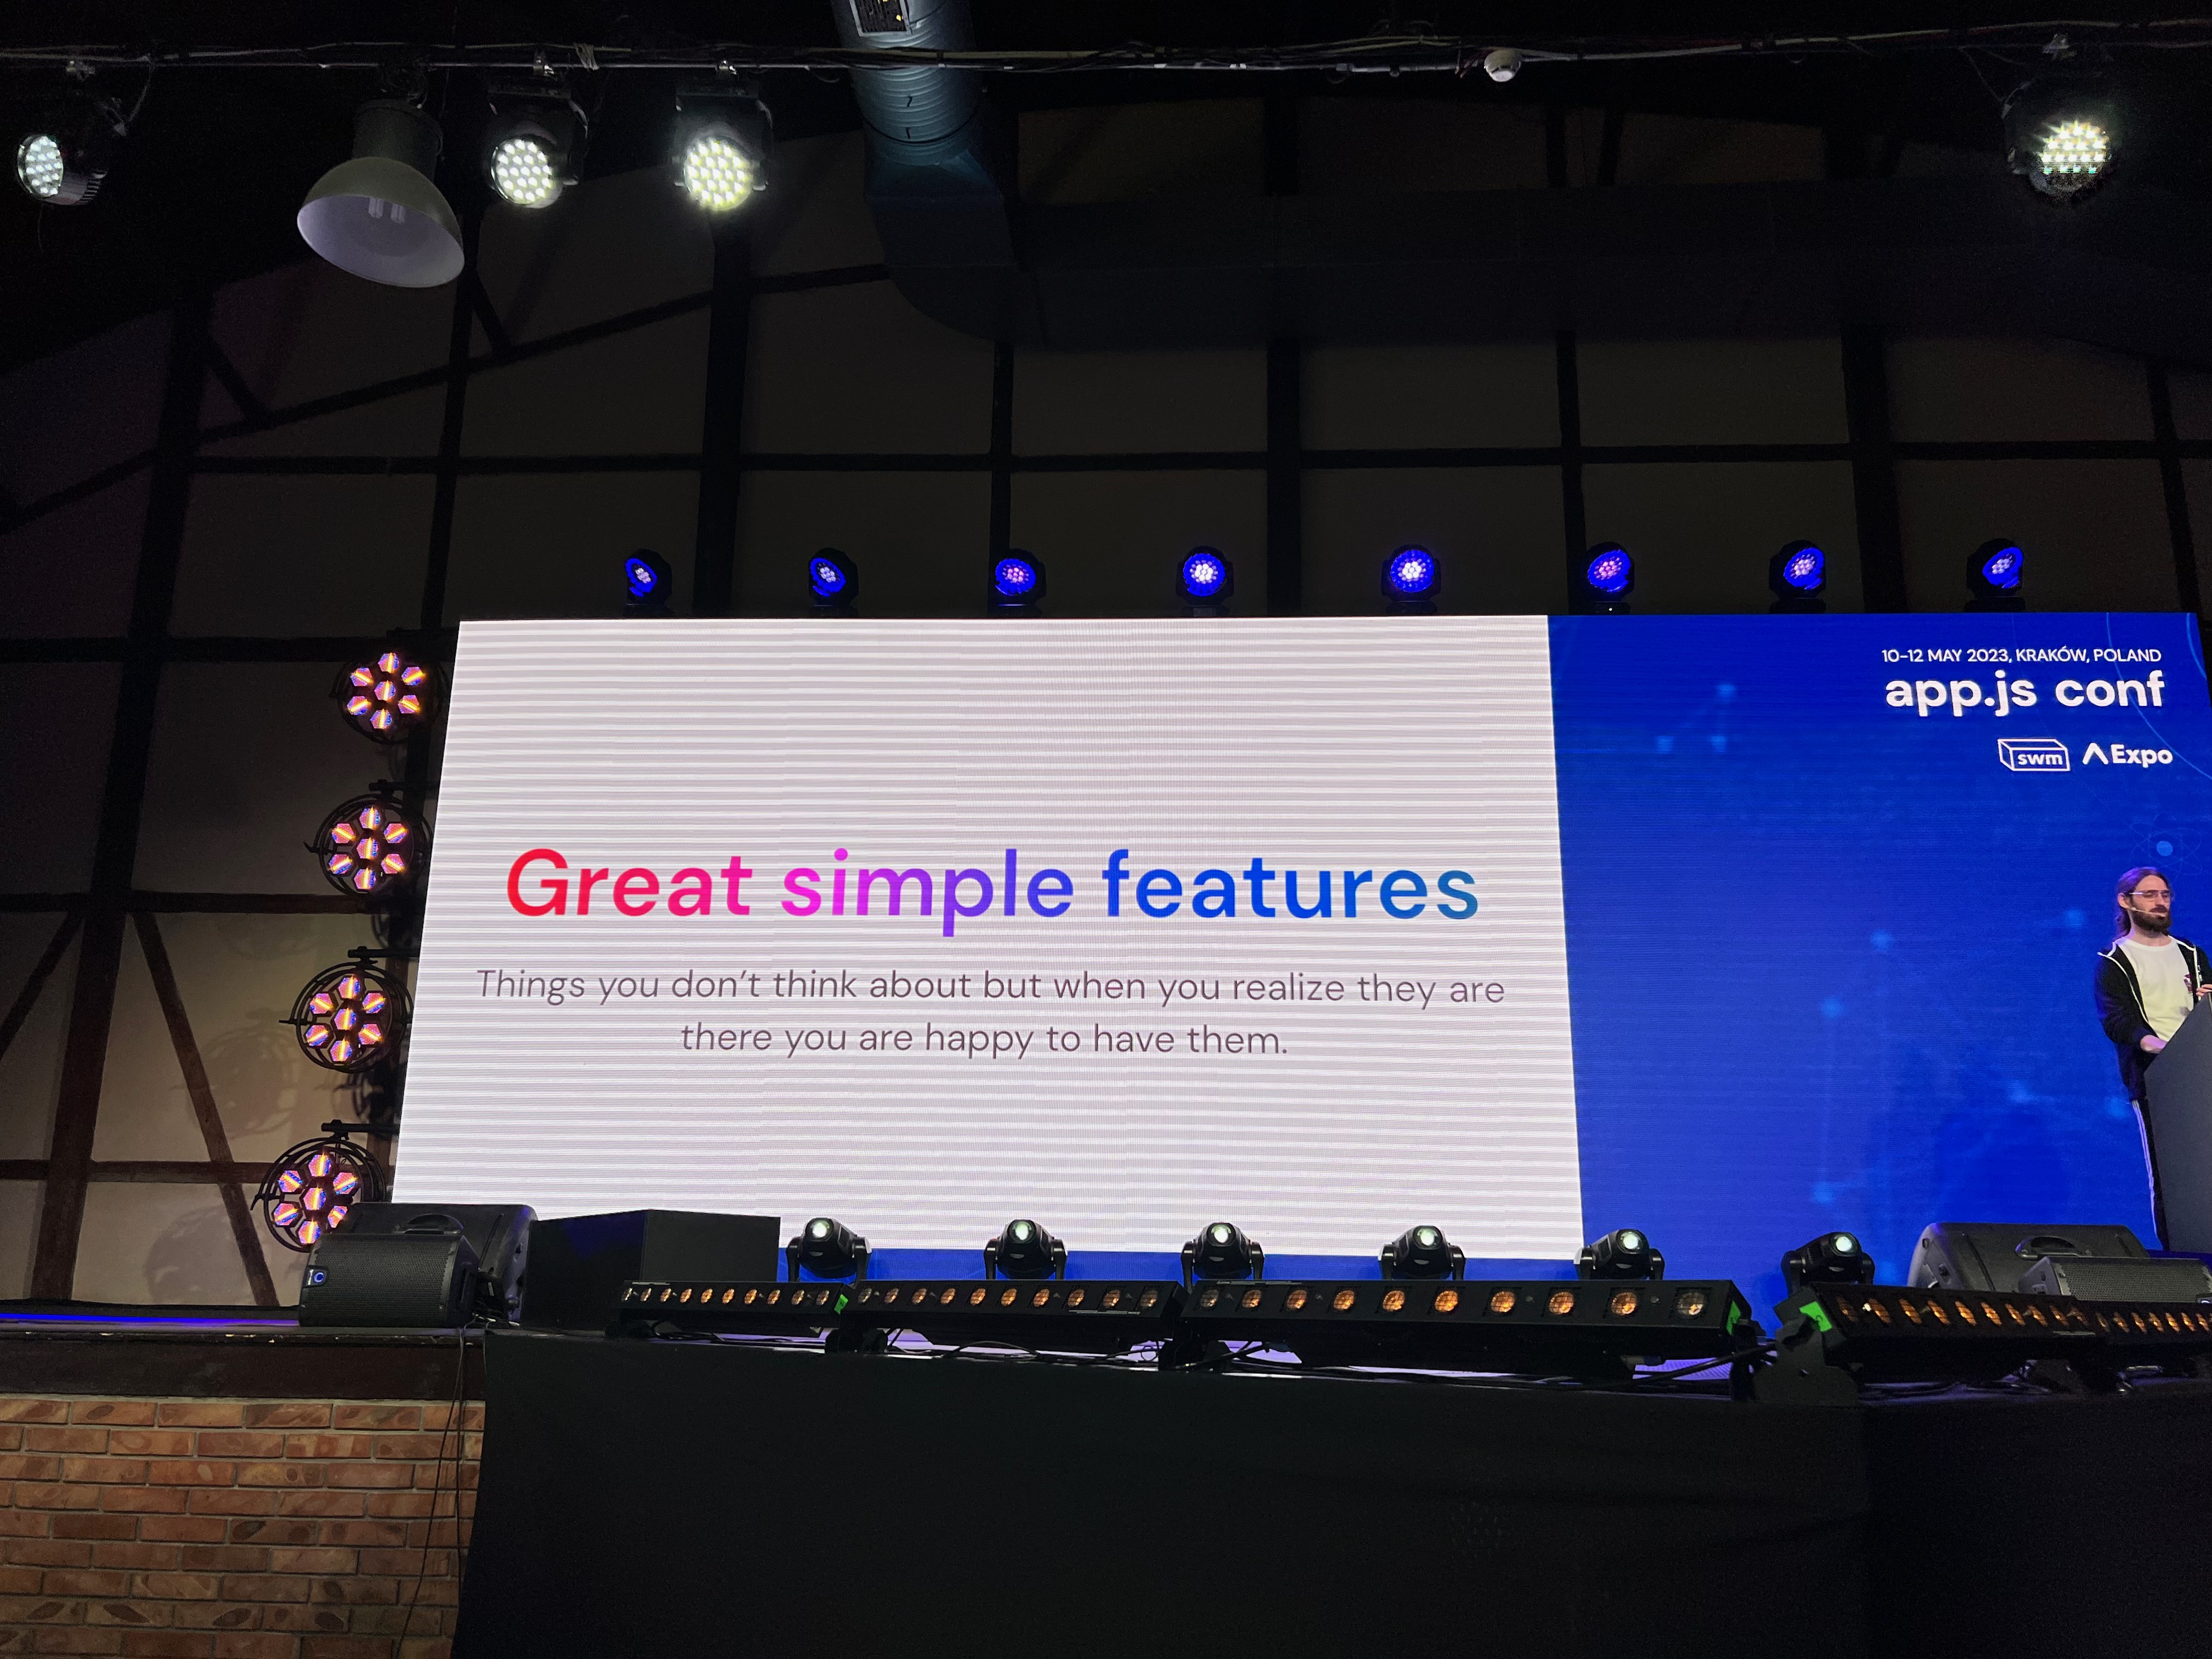 10-12 MAY 2023, KRAKÓW, POLAND
app.js conf
swm Expo
Great simple features
Things you don't think about but when you realize they are
there you are happy to have them.